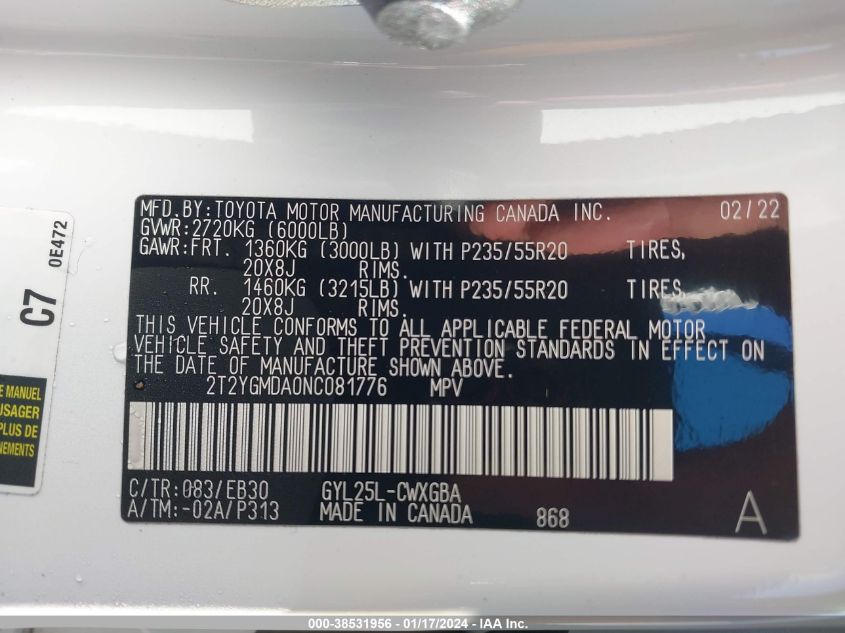 MFD.BY:TOYOTA MOTOR MANUFACTURING CANADA INC. 02/22
GVWR:2720KG (6000LB)
GAWR:FRT. 1360KG (3000LB) WITH P235/55R20 TIRES,
20X8J RIMS.
RR. 1460KG (3215LB) WITH P235/55R20 TIRES,
20X8J RIMS.
THIS VEHICLE CONFORMS TO ALL APPLICABLE FEDERAL MOTOR
VEHICLE SAFETY AND THEFT PREVENTION STANDARDS IN EFFECT ON
THE DATE OF MANUFACTURE SHOWN ABOVE.
2T2YGMDA0NC081776 MPV
C/TR:083/EB30 GYL25L-CWXGBA
A/TM:-02A/P313 MADE IN CANADA 868 A
C7 0E472
E MANUEL
USAGER
PLUS DE
NEMENTS
000-38531956 - 01/17/2024 - IAA Inc.